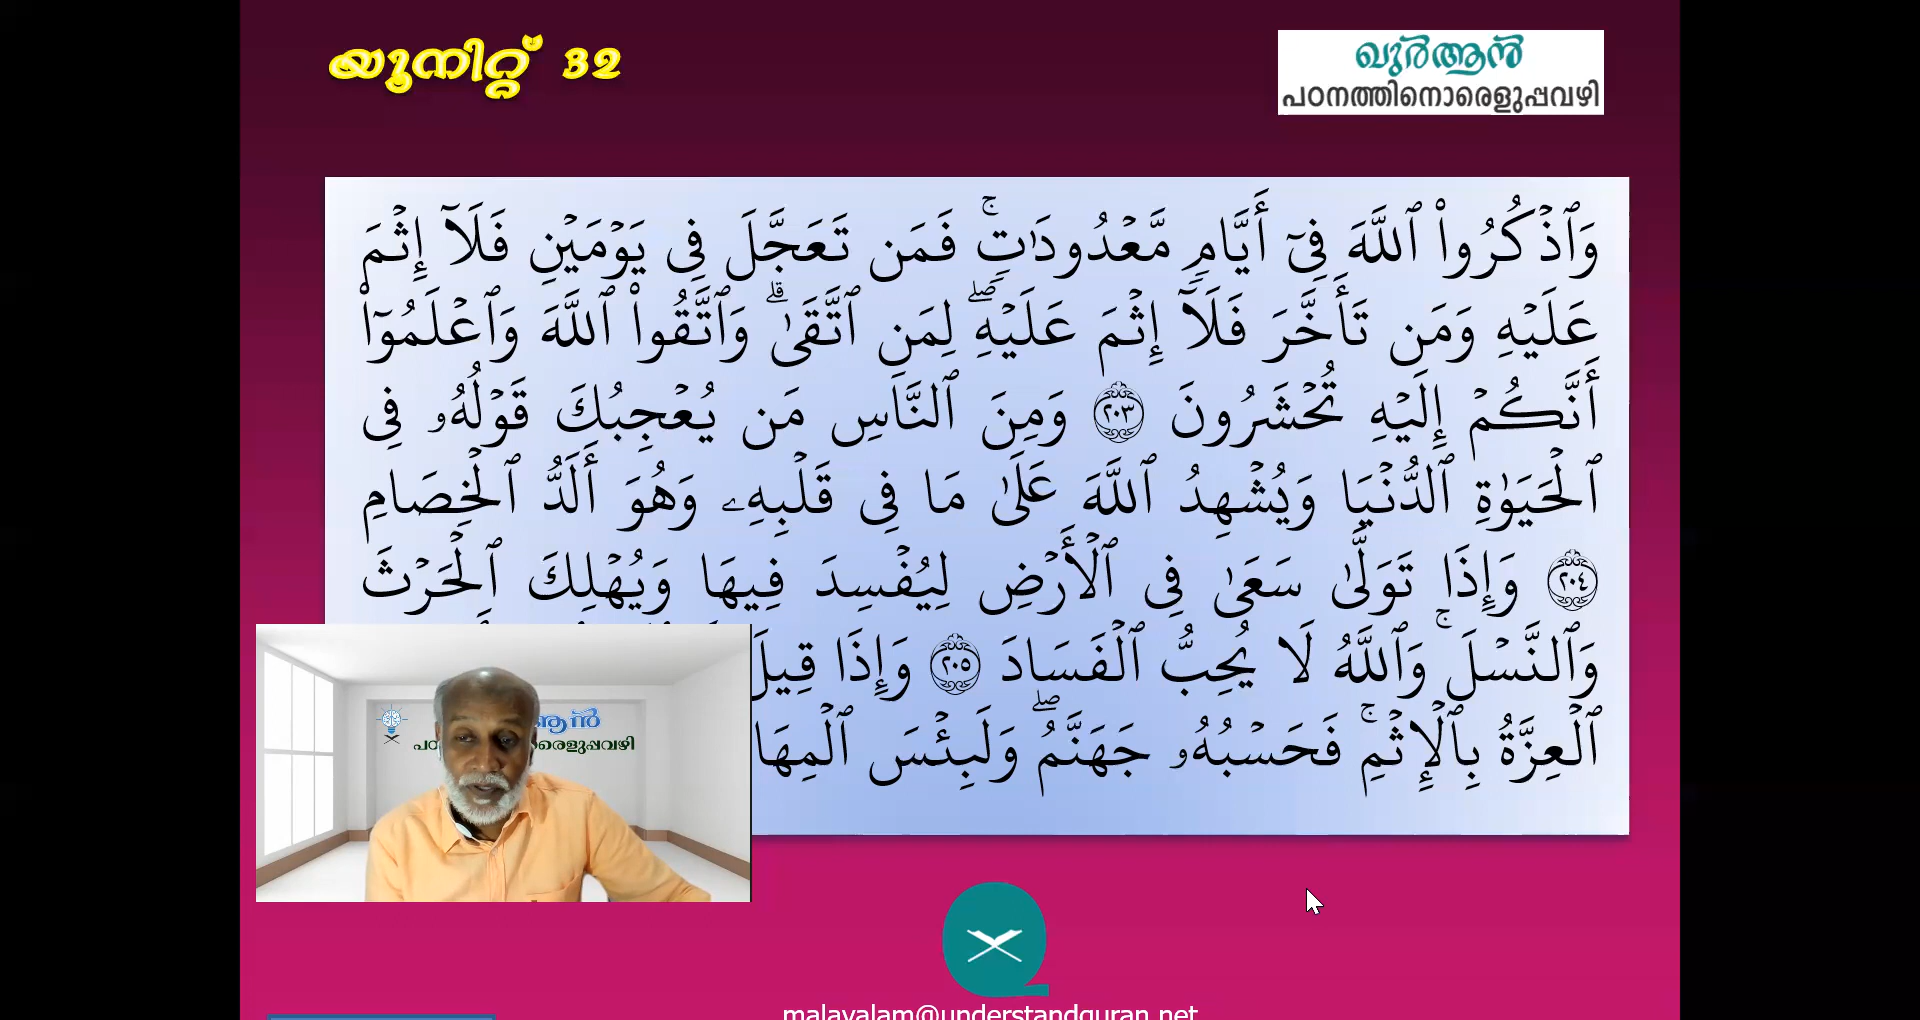 യൂനിറ്റ് 32
ഖുർആൻ
പഠനത്തിനൊരെളുപ്പവഴി
وَٱذۡكُرُواْ ٱللَّهَ فِيٓ أَيَّامٖ مَّعۡدُودَٰتٖۚ فَمَن تَعَجَّلَ فِي يَوۡمَيۡنِ فَلَآ إِثۡمَ
عَلَيۡهِ وَمَن تَأَخَّرَ فَلَآ إِثۡمَ عَلَيۡهِۖ لِمَنِ ٱتَّقَىٰۗ وَٱتَّقُواْ ٱللَّهَ وَٱعۡلَمُوٓاْ
أَنَّكُمۡ إِلَيۡهِ تُحۡشَرُونَ ٢٠٣ وَمِنَ ٱلنَّاسِ مَن يُعۡجِبُكَ قَوۡلُهُۥ فِي
ٱلۡحَيَوٰةِ ٱلدُّنۡيَا وَيُشۡهِدُ ٱللَّهَ عَلَىٰ مَا فِي قَلۡبِهِۦ وَهُوَ أَلَدُّ ٱلۡخِصَامِ
٢٠٤ وَإِذَا تَوَلَّىٰ سَعَىٰ فِي ٱلۡأَرۡضِ لِيُفۡسِدَ فِيهَا وَيُهۡلِكَ ٱلۡحَرۡثَ
وَٱلنَّسۡلَۚ وَٱللَّهُ لَا يُحِبُّ ٱلۡفَسَادَ ٢٠٥ وَإِذَا قِيلَ
ٱلۡعِزَّةُ بِٱلۡإِثۡمِۚ فَحَسۡبُهُۥ جَهَنَّمُۖ وَلَبِئۡسَ
malayalam@understandquran.net